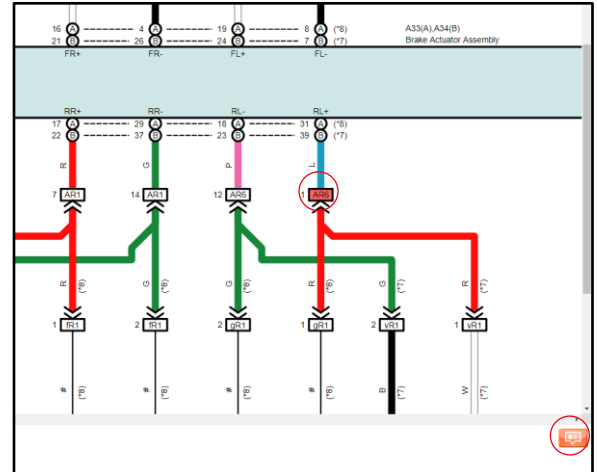 16 A 4 A 19 A 8 A (*8) A33(A),A34(B)
21 B 26 B 24 B 7 B (*7) Brake Actuator Assembly
FR+ FR- FL+ FL-
RR+ RR- RL- RL+
17 A 29 A 18 A 31 A (*8)
22 B 37 B 23 B 39 B (*7)
R G P L
7 AR1 14 AR1 12 AR6 1 AR6
R (*8) G (*8) G (*8) R (*8) G (*7) R (*7)
1 fR1 2 fR1 2 gR1 1 gR1 2 vR1 1 vR1
# (*8) # (*8) # (*8) # (*8) B (*7) W (*7)